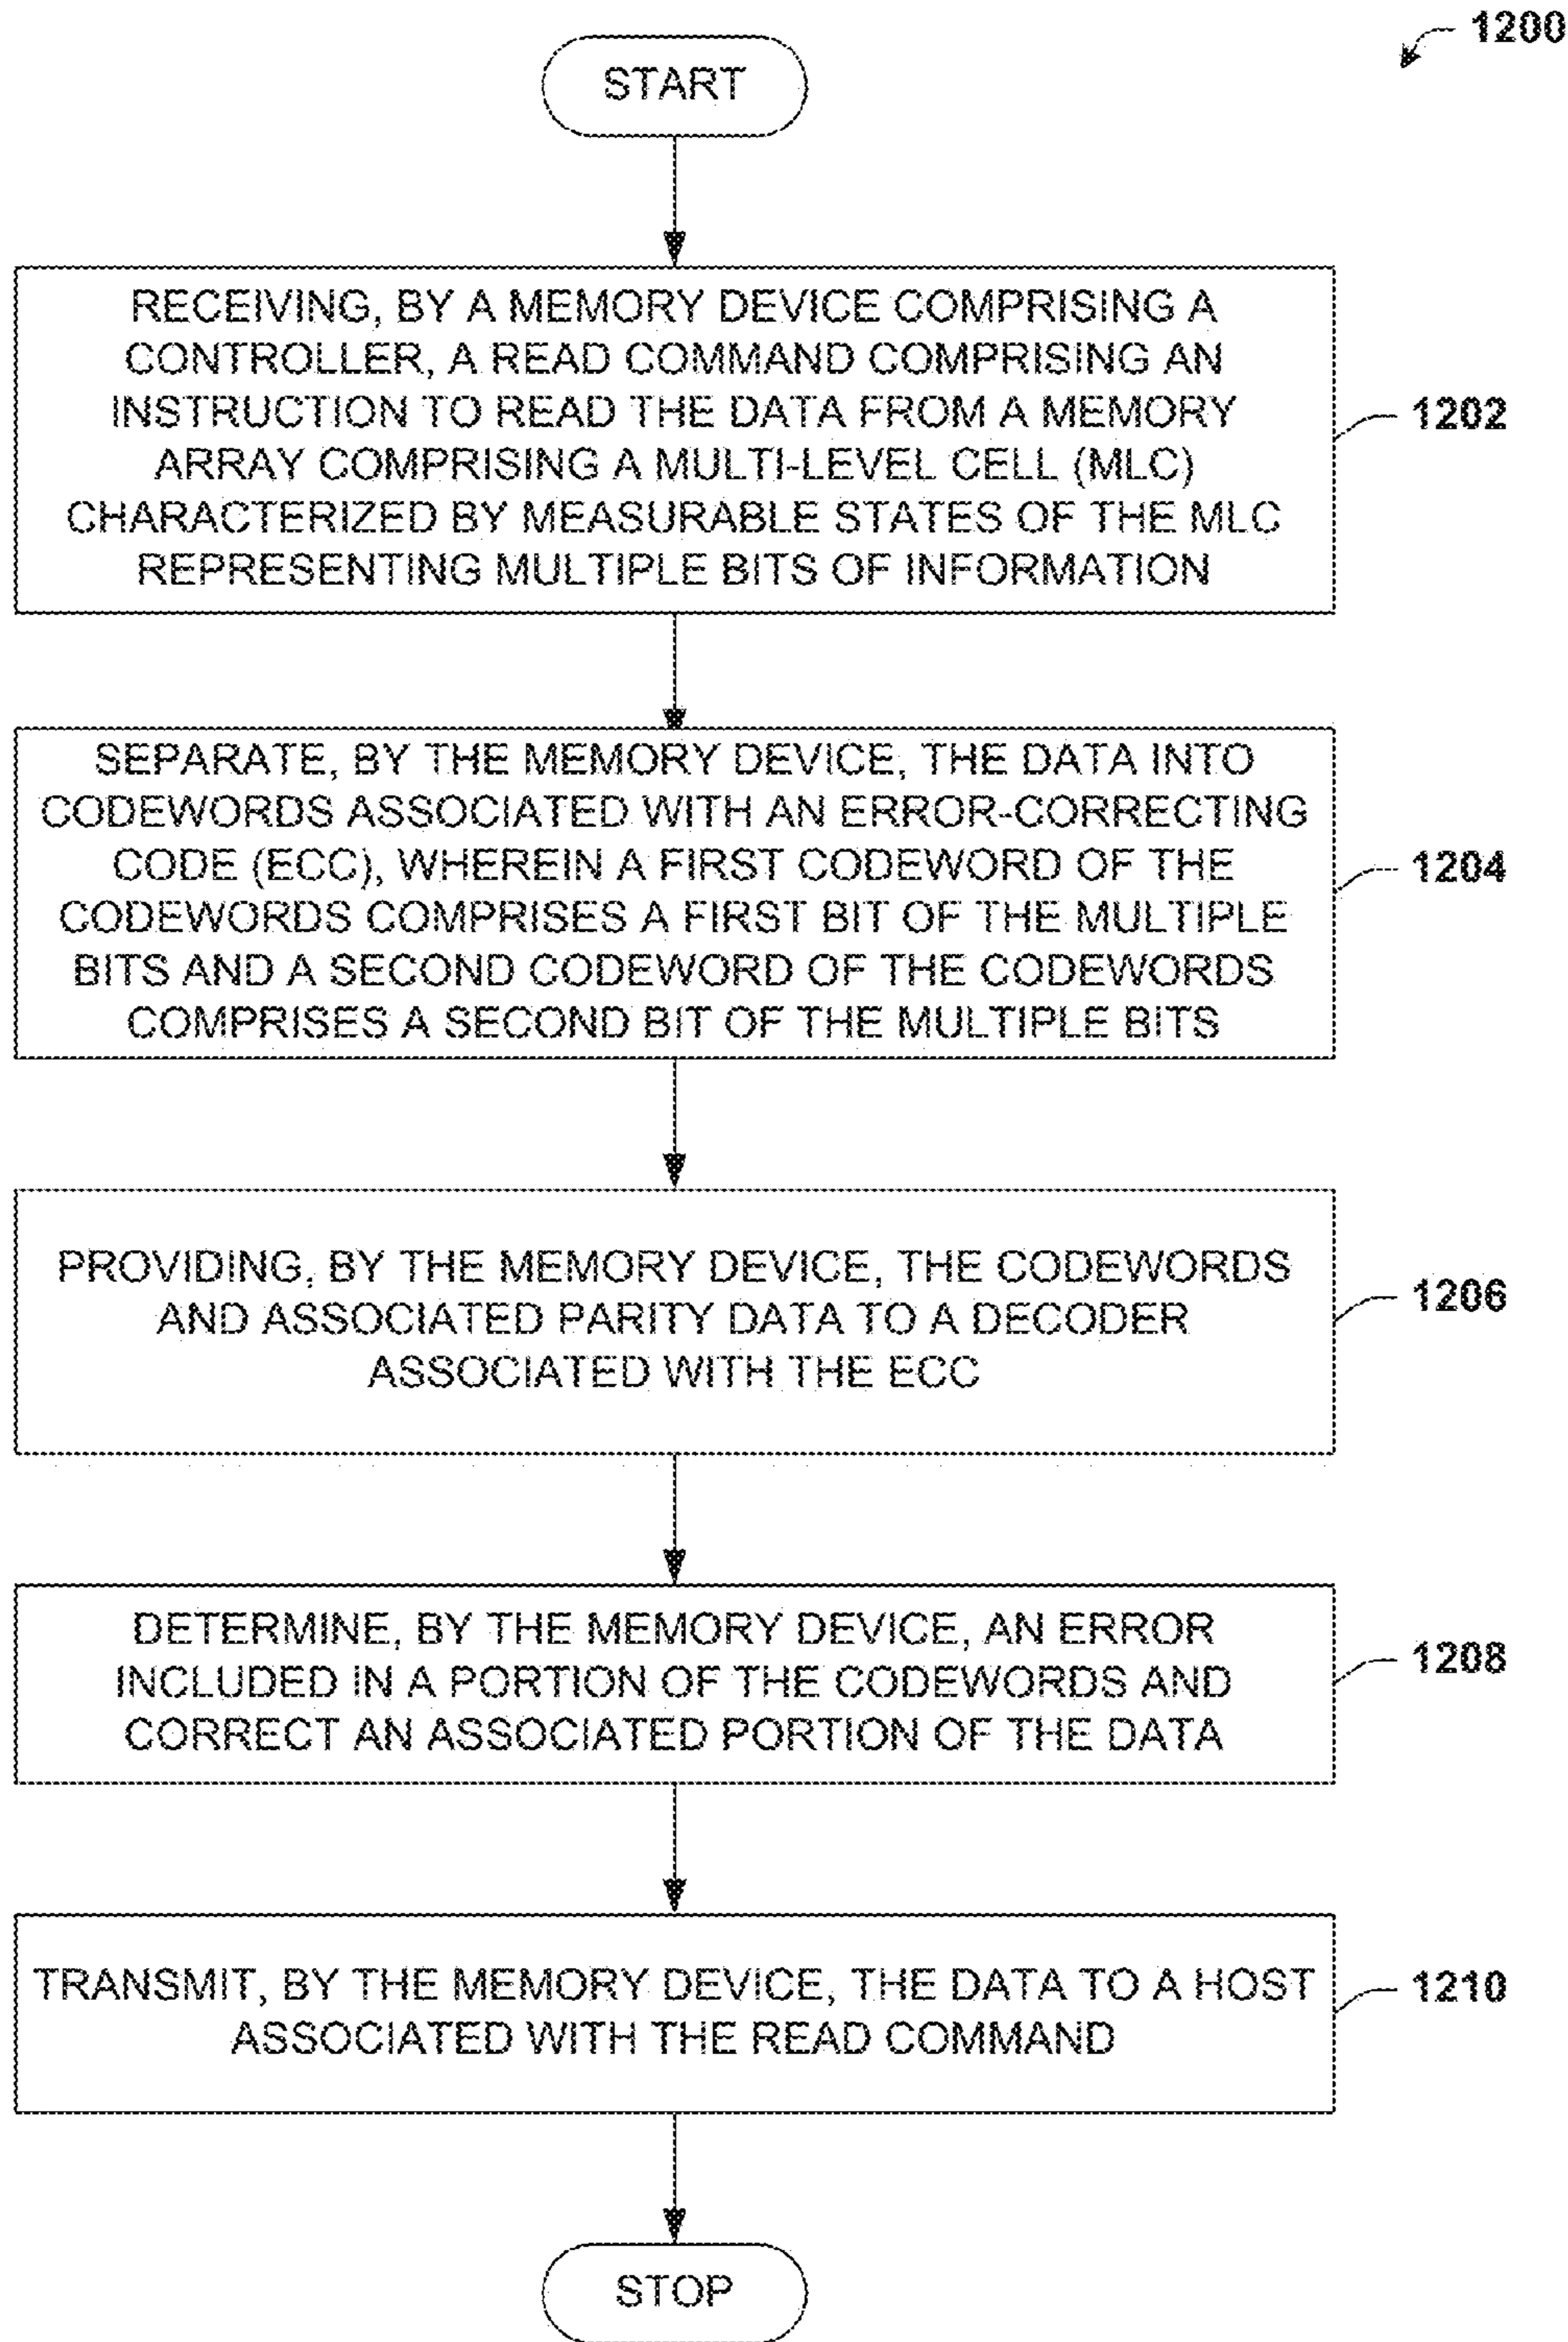 1200
START
RECEIVING, BY A MEMORY DEVICE COMPRISING A
CONTROLLER, A READ COMMAND COMPRISING AN
INSTRUCTION TO READ THE DATA FROM A MEMORY
ARRAY COMPRISING A MULTI-LEVEL CELL (MLC)
CHARACTERIZED BY MEASURABLE STATES OF THE MLC
REPRESENTING MULTIPLE BITS OF INFORMATION
1202
SEPARATE, BY THE MEMORY DEVICE, THE DATA INTO
CODEWORDS ASSOCIATED WITH AN ERROR-CORRECTING
CODE (ECC), WHEREIN A FIRST CODEWORD OF THE
CODEWORDS COMPRISES A FIRST BIT OF THE MULTIPLE
BITS AND A SECOND CODEWORD OF THE CODEWORDS
COMPRISES A SECOND BIT OF THE MULTIPLE BITS
1204
PROVIDING, BY THE MEMORY DEVICE, THE CODEWORDS
AND ASSOCIATED PARITY DATA TO A DECODER
ASSOCIATED WITH THE ECC
1206
DETERMINE, BY THE MEMORY DEVICE, AN ERROR
INCLUDED IN A PORTION OF THE CODEWORDS AND
CORRECT AN ASSOCIATED PORTION OF THE DATA
1208
TRANSMIT, BY THE MEMORY DEVICE, THE DATA TO A HOST
ASSOCIATED WITH THE READ COMMAND
1210
STOP